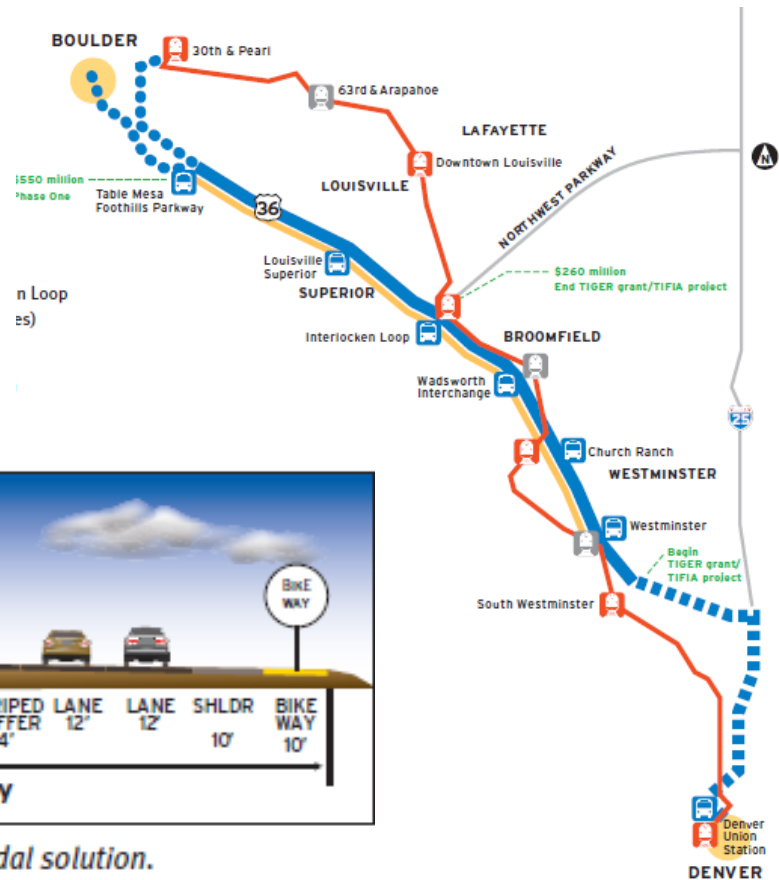 BOULDER
30th & Pearl
63rd & Arapahoe
LAFAYETTE
Downtown Louisville
N
$550 million
Phase One
Table Mesa
Foothills Parkway
LOUISVILLE
36
NORTHWEST PARKWAY
Louisville
Superior
$260 million
End TIGER grant/TIFIA project
n Loop
es)
SUPERIOR
Interlocken Loop
BROOMFIELD
Wadsworth
Interchange
25
Church Ranch
WESTMINSTER
Westminster
Begin
TIGER grant/
TIFIA project
South Westminster
BIKE
WAY
RIPED LANE LANE SHLDR BIKE
FFER 12' 12' WAY
4' 10' 10'
y
Denver
Union
Station
dal solution.
DENVER